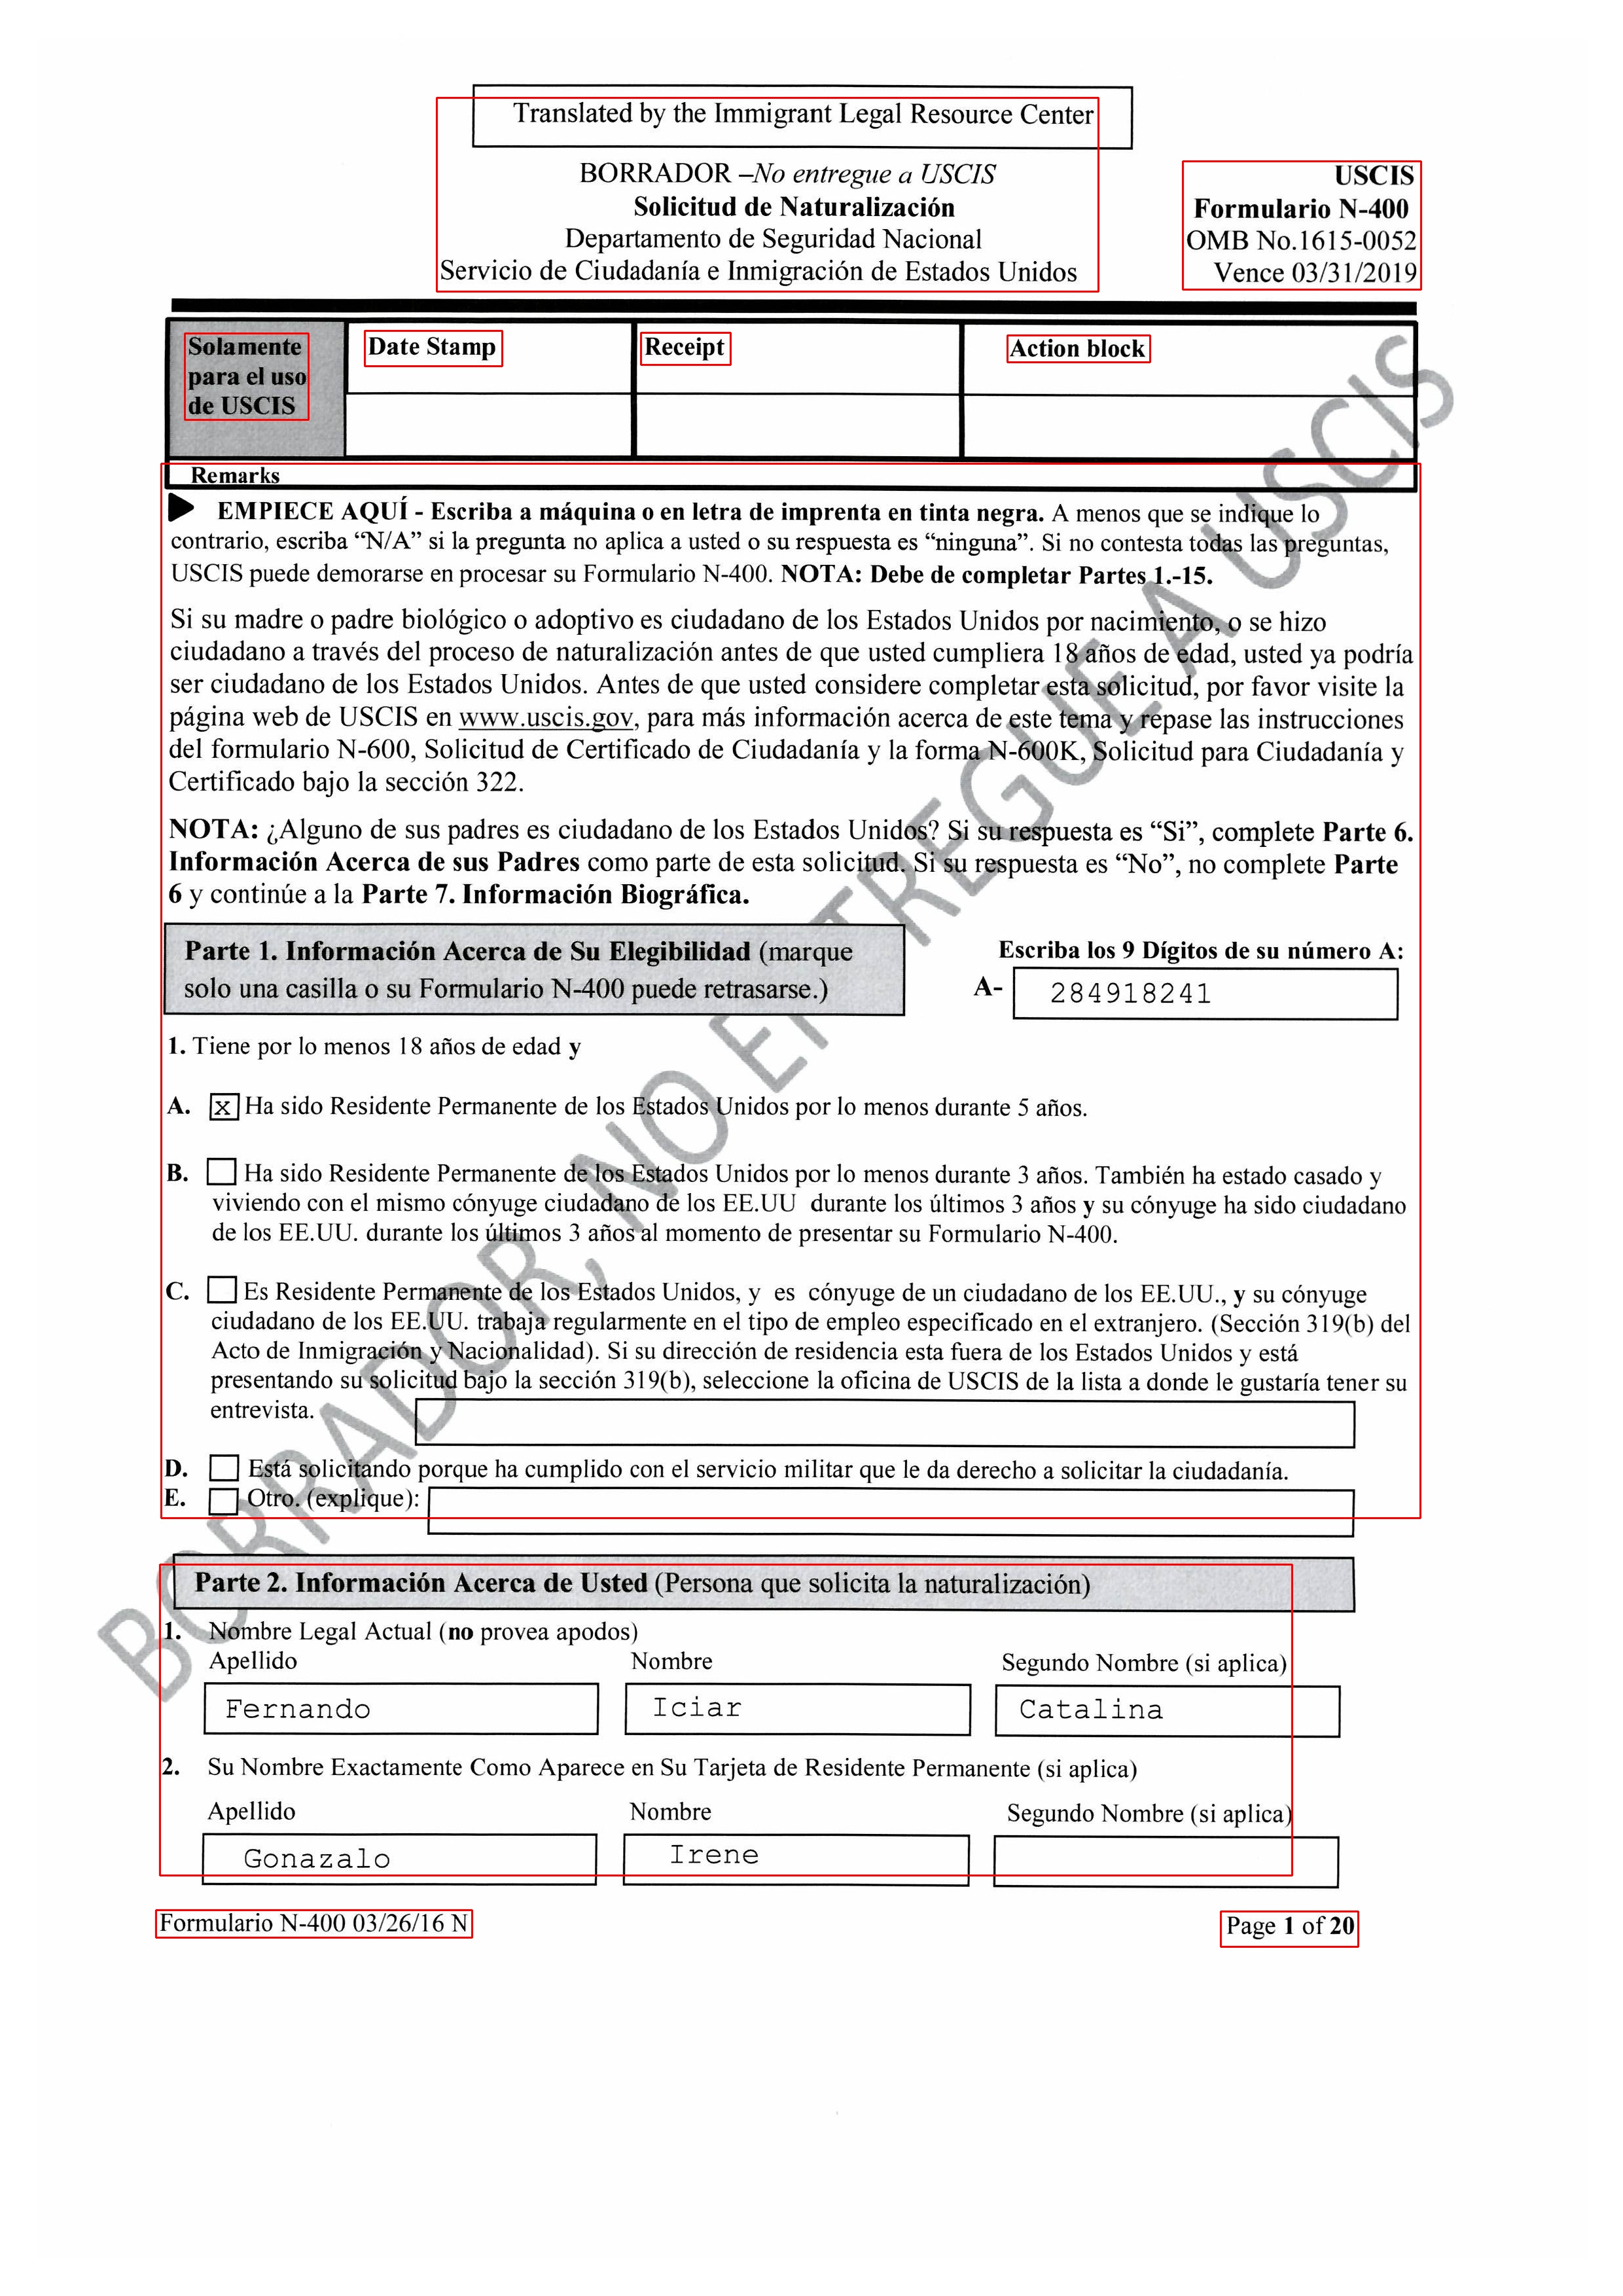 Translated by the Immigrant Legal Resource Center
BORRADOR –No entregue a USCIS
Solicitud de Naturalización
Departamento de Seguridad Nacional
Servicio de Ciudadanía e Inmigración de Estados Unidos
USCIS
Formulario N-400
OMB No.1615-0052
Vence 03/31/2019
Solamente
para el uso
de USCIS
Date Stamp
Receipt
Action block
Remarks
EMPIECE AQUÍ - Escriba a máquina o en letra de imprenta en tinta negra. A menos que se indique lo
contrario, escriba “N/A” si la pregunta no aplica a usted o su respuesta es “ninguna”. Si no contesta todas las preguntas,
USCIS puede demorarse en procesar su Formulario N-400. NOTA: Debe de completar Partes 1.-15.
Si su madre o padre biológico o adoptivo es ciudadano de los Estados Unidos por nacimiento, o se hizo
ciudadano a través del proceso de naturalización antes de que usted cumpliera 18 años de edad, usted ya podría
ser ciudadano de los Estados Unidos. Antes de que usted considere completar esta solicitud, por favor visite la
página web de USCIS en www.uscis.gov, para más información acerca de este tema y repase las instrucciones
del formulario N-600, Solicitud de Certificado de Ciudadanía y la forma N-600K, Solicitud para Ciudadanía y
Certificado bajo la sección 322.
NOTA: ¿Alguno de sus padres es ciudadano de los Estados Unidos? Si su respuesta es “Si”, complete Parte 6.
Información Acerca de sus Padres como parte de esta solicitud. Si su respuesta es “No”, no complete Parte
6 y continúe a la Parte 7. Información Biográfica.
Parte 1. Información Acerca de Su Elegibilidad (marque
solo una casilla o su Formulario N-400 puede retrasarse.)
Escriba los 9 Dígitos de su número A:
A- 284918241
1. Tiene por lo menos 18 años de edad y
A. x Ha sido Residente Permanente de los Estados Unidos por lo menos durante 5 años.
B. Ha sido Residente Permanente de los Estados Unidos por lo menos durante 3 años. También ha estado casado y
viviendo con el mismo cónyuge ciudadano de los EE.UU durante los últimos 3 años y su cónyuge ha sido ciudadano
de los EE.UU. durante los últimos 3 años al momento de presentar su Formulario N-400.
C. Es Residente Permanente de los Estados Unidos, y es cónyuge de un ciudadano de los EE.UU., y su cónyuge
ciudadano de los EE.UU. trabaja regularmente en el tipo de empleo especificado en el extranjero. (Sección 319(b) del
Acto de Inmigración y Nacionalidad). Si su dirección de residencia esta fuera de los Estados Unidos y está
presentando su solicitud bajo la sección 319(b), seleccione la oficina de USCIS de la lista a donde le gustaría tener su
entrevista.
D. Está solicitando porque ha cumplido con el servicio militar que le da derecho a solicitar la ciudadanía.
E. Otro. (explique):
Parte 2. Información Acerca de Usted (Persona que solicita la naturalización)
1. Nombre Legal Actual (no provea apodos)
Apellido Nombre Segundo Nombre (si aplica)
Fernando Iciar Catalina
2. Su Nombre Exactamente Como Aparece en Su Tarjeta de Residente Permanente (si aplica)
Apellido Nombre Segundo Nombre (si aplica)
Gonazalo Irene
Formulario N-400 03/26/16 N
Page 1 of 20
BORRADOR, NO ENTREGUE A USCIS